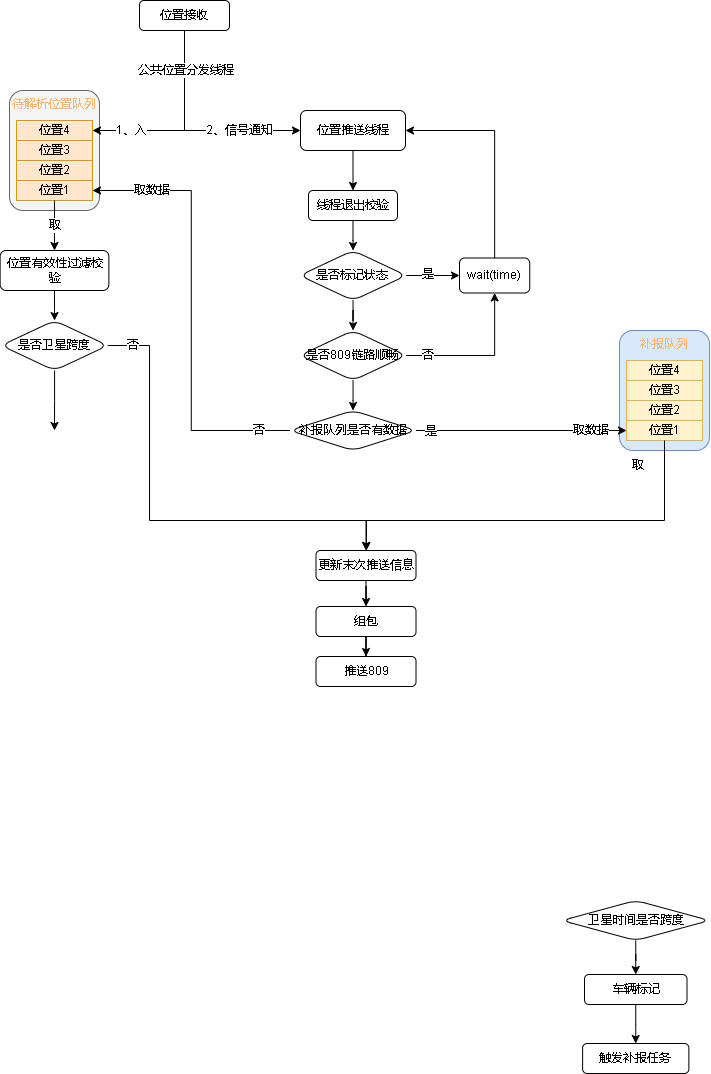 位置接收
公共位置分发线程
待解析位置队列
位置4
位置3
位置2
位置1
1、入
2、信号通知
位置推送线程
取数据
线程退出校验
取
位置有效性过滤校
验
是否标记状态
是
wait(time)
是否卫星跨度
否
是否809链路顺畅
否
补报队列
位置4
位置3
位置2
位置1
否
补报队列是否有数据
是
取数据
取
更新末次推送信息
组包
推送809
卫星时间是否跨度
车辆标记
触发补报任务